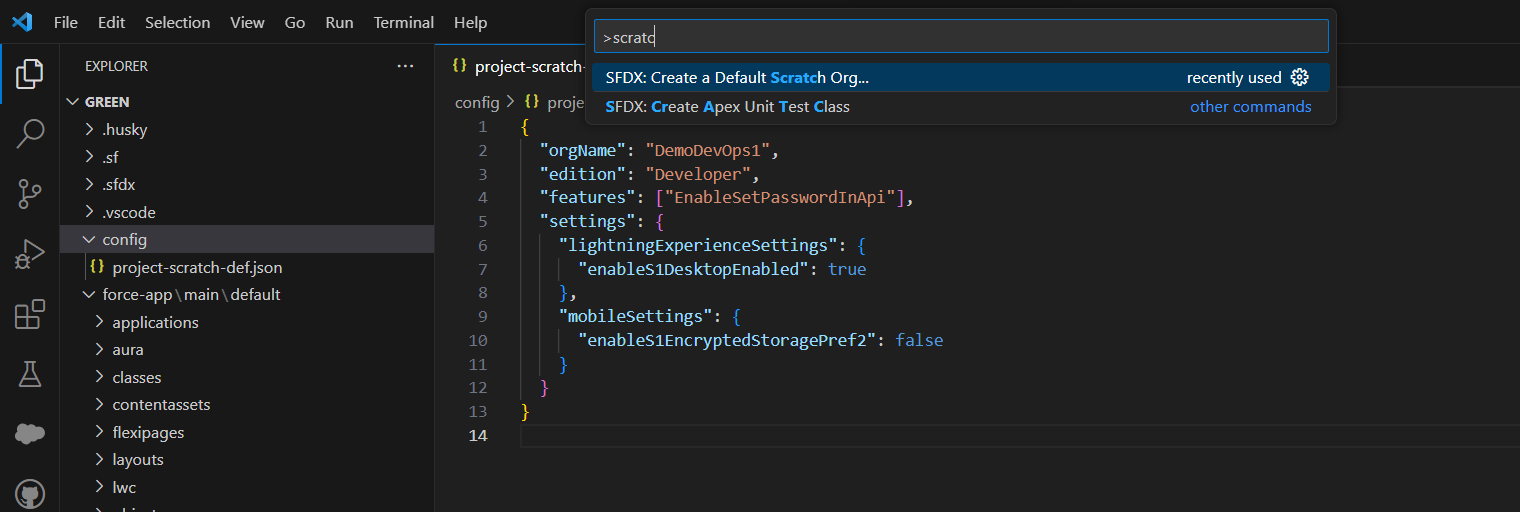 File Edit Selection View Go Run Terminal Help
>scratc
SFDX: Create a Default Scratch Org... recently used
SFDX: Create Apex Unit Test Class other commands
EXPLORER ...
GREEN
.husky
.sf
.sfdx
.vscode
config
{} project-scratch-def.json
force-app\main\default
applications
aura
classes
contentassets
flexipages
layouts
lwc
{} project-scratch-
config > {} proje
1 {
2 "orgName": "DemoDevOps1",
3 "edition": "Developer",
4 "features": ["EnableSetPasswordInApi"],
5 "settings": {
6 "lightningExperienceSettings": {
7 "enableS1DesktopEnabled": true
8 },
9 "mobileSettings": {
10 "enableS1EncryptedStoragePref2": false
11 }
12 }
13 }
14